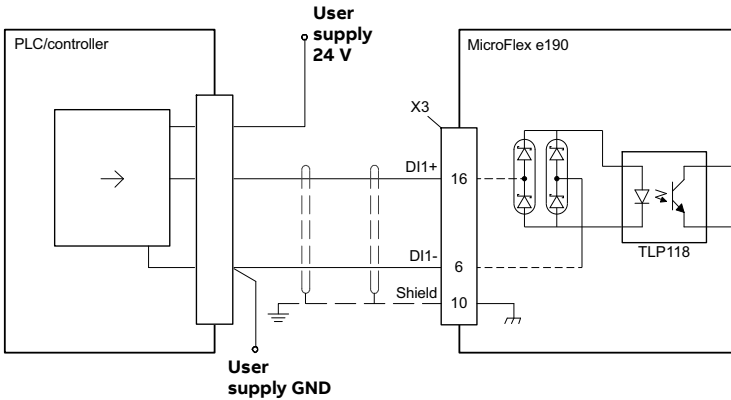 User
supply
24 V
PLC/controller
MicroFlex e190
X3
DI1+
16
TLP118
DI1-
6
Shield
10
User
supply GND